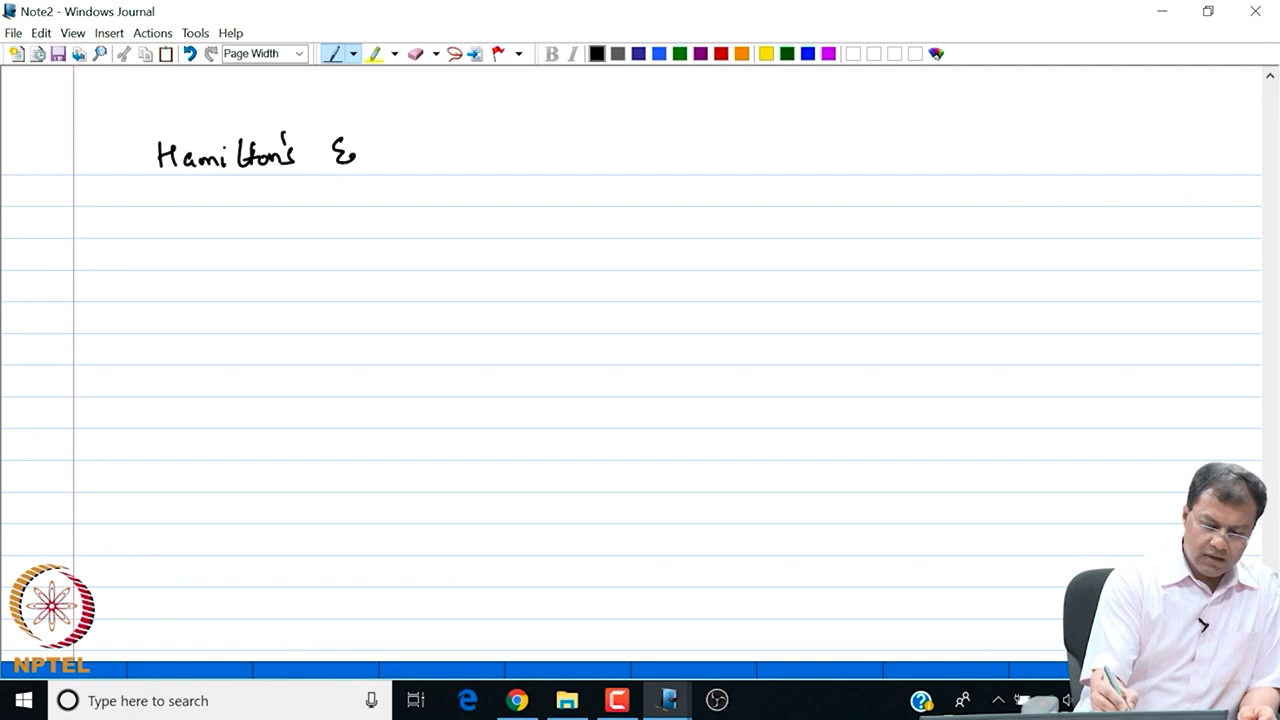 Note2 - Windows Journal
File Edit View Insert Actions Tools Help
Page Width B I
Hamilton's E
NPTEL
Type here to search